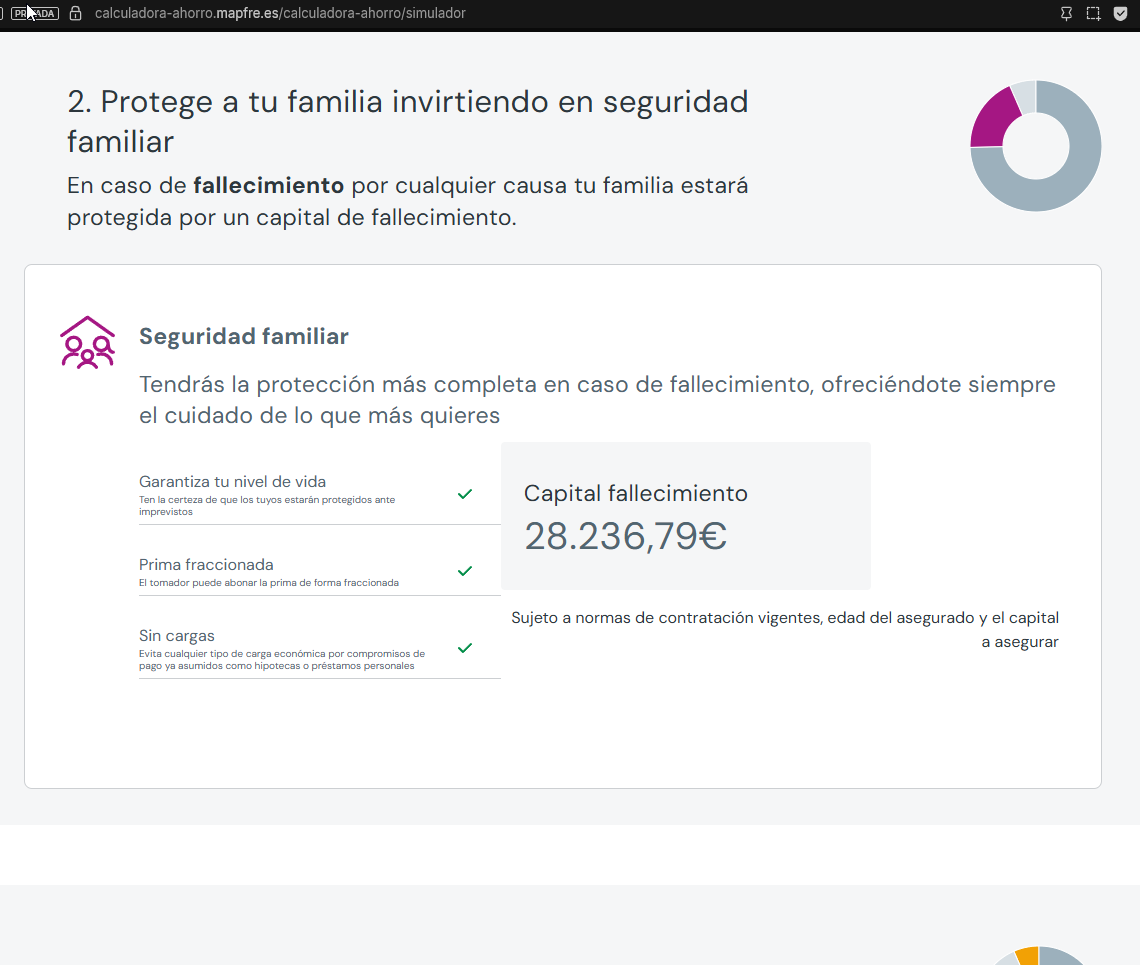 calculadora-ahorro.mapfre.es/calculadora-ahorro/simulador
2. Protege a tu familia invirtiendo en seguridad
familiar
En caso de fallecimiento por cualquier causa tu familia estará
protegida por un capital de fallecimiento.
Seguridad familiar
Tendrás la protección más completa en caso de fallecimiento, ofreciéndote siempre
el cuidado de lo que más quieres
Garantiza tu nivel de vida
Ten la certeza de que los tuyos estarán protegidos ante
imprevistos
Prima fraccionada
El tomador puede abonar la prima de forma fraccionada
Sin cargas
Evita cualquier tipo de carga económica por compromisos de
pago ya asumidos como hipotecas o préstamos personales
Capital fallecimiento
28.236,79€
Sujeto a normas de contratación vigentes, edad del asegurado y el capital
a asegurar